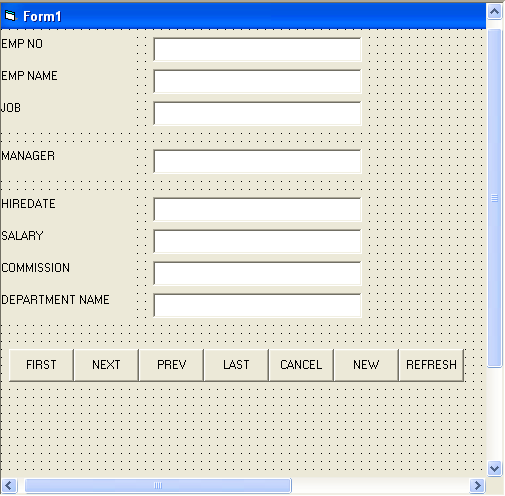 Form1
EMP NO
EMP NAME
JOB
MANAGER
HIREDATE
SALARY
COMMISSION
DEPARTMENT NAME
FIRST NEXT PREV LAST CANCEL NEW REFRESH